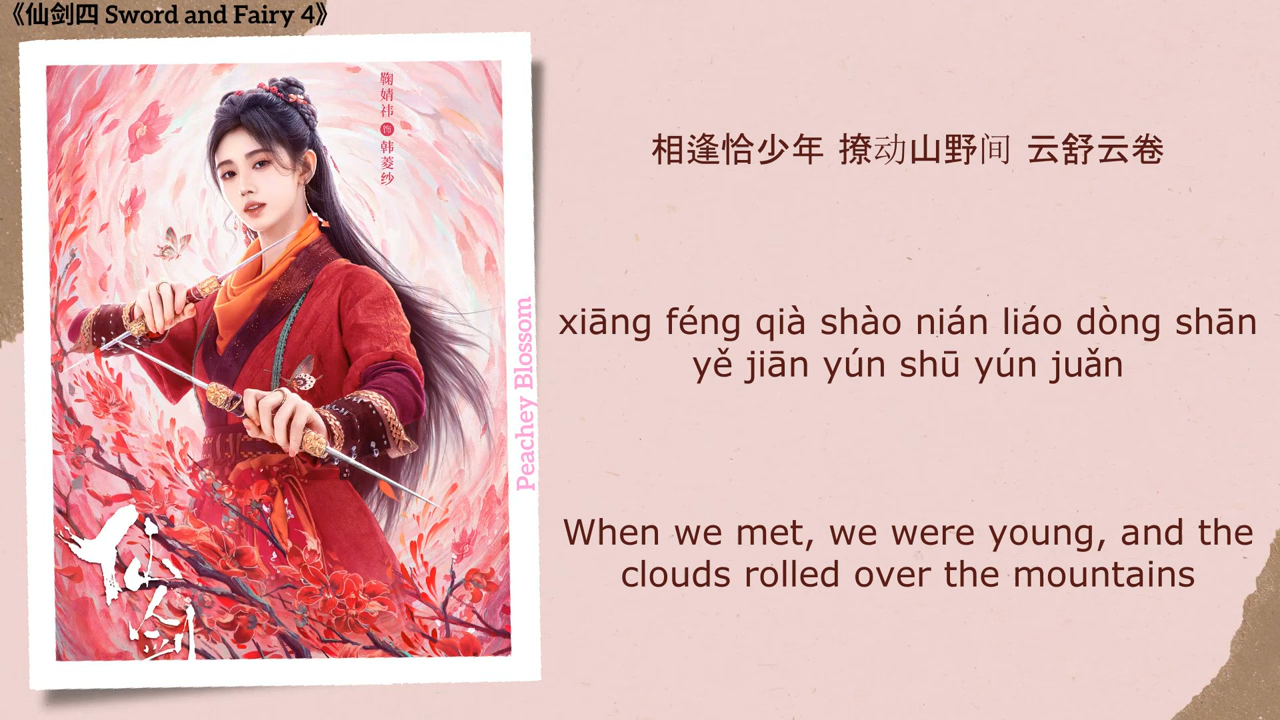 《仙剑四 Sword and Fairy 4》
鞠婧祎饰韩菱纱
仙剑
Peachey Blossom
相逢恰少年 撩动山野间 云舒云卷
xiāng féng qià shào nián liáo dòng shān
yě jiān yún shū yún juǎn
When we met, we were young, and the
clouds rolled over the mountains